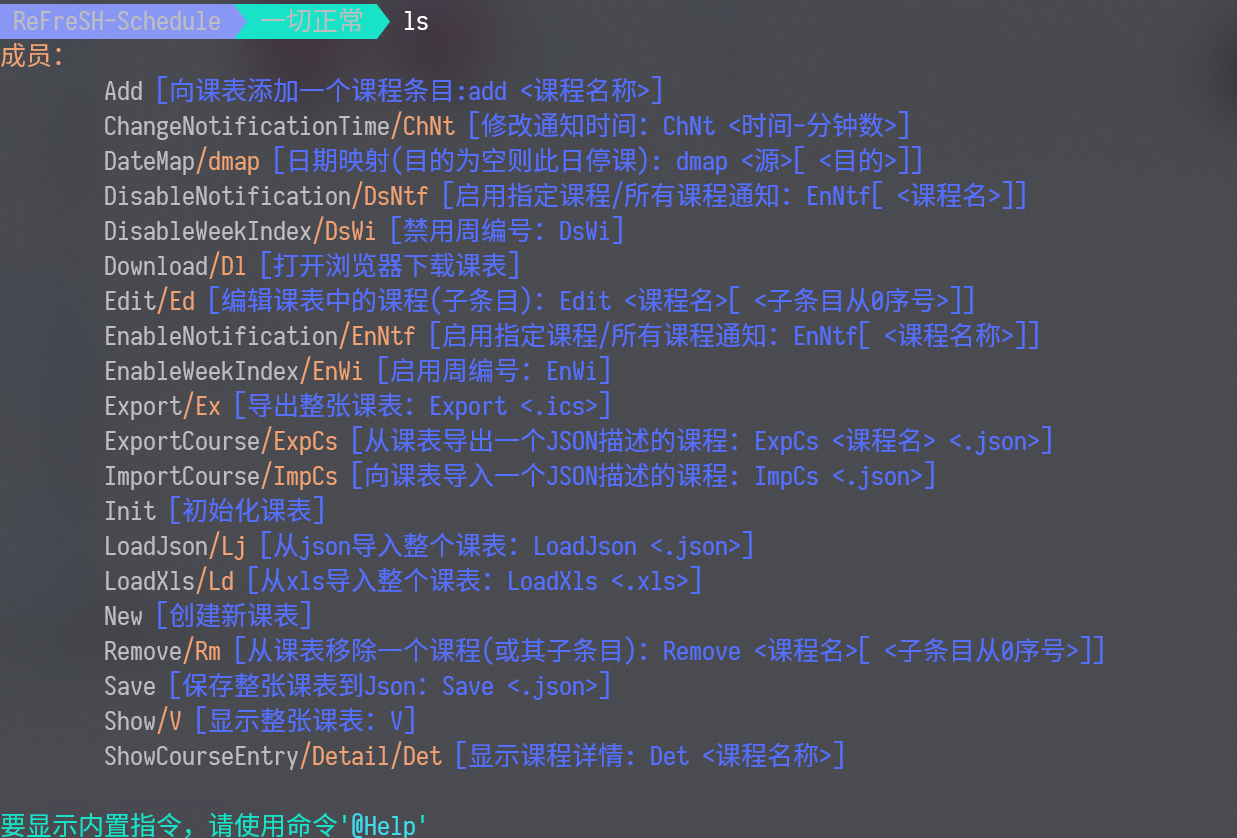 ReFreSH-Schedule 一切正常 ls
成员:
Add [向课表添加一个课程条目:add <课程名称>]
ChangeNotificationTime/ChNt [修改通知时间: ChNt <时间-分钟数>]
DateMap/dmap [日期映射(目的为空则此日停课): dmap <源>[ <目的>]]
DisableNotification/DsNtf [启用指定课程/所有课程通知: EnNtf[ <课程名>]]
DisableWeekIndex/DsWi [禁用周编号: DsWi]
Download/Dl [打开浏览器下载课表]
Edit/Ed [编辑课表中的课程(子条目): Edit <课程名>[ <子条目从0序号>]]
EnableNotification/EnNtf [启用指定课程/所有课程通知: EnNtf[ <课程名称>]]
EnableWeekIndex/EnWi [启用周编号: EnWi]
Export/Ex [导出整张课表: Export <.ics>]
ExportCourse/ExpCs [从课表导出一个JSON描述的课程: ExpCs <课程名> <.json>]
ImportCourse/ImpCs [向课表导入一个JSON描述的课程: ImpCs <.json>]
Init [初始化课表]
LoadJson/Lj [从json导入整个课表: LoadJson <.json>]
LoadXls/Ld [从xls导入整个课表: LoadXls <.xls>]
New [创建新课表]
Remove/Rm [从课表移除一个课程(或其子条目): Remove <课程名>[ <子条目从0序号>]]
Save [保存整张课表到Json: Save <.json>]
Show/V [显示整张课表: V]
ShowCourseEntry/Detail/Det [显示课程详情: Det <课程名称>]
要显示内置指令，请使用命令'@Help'